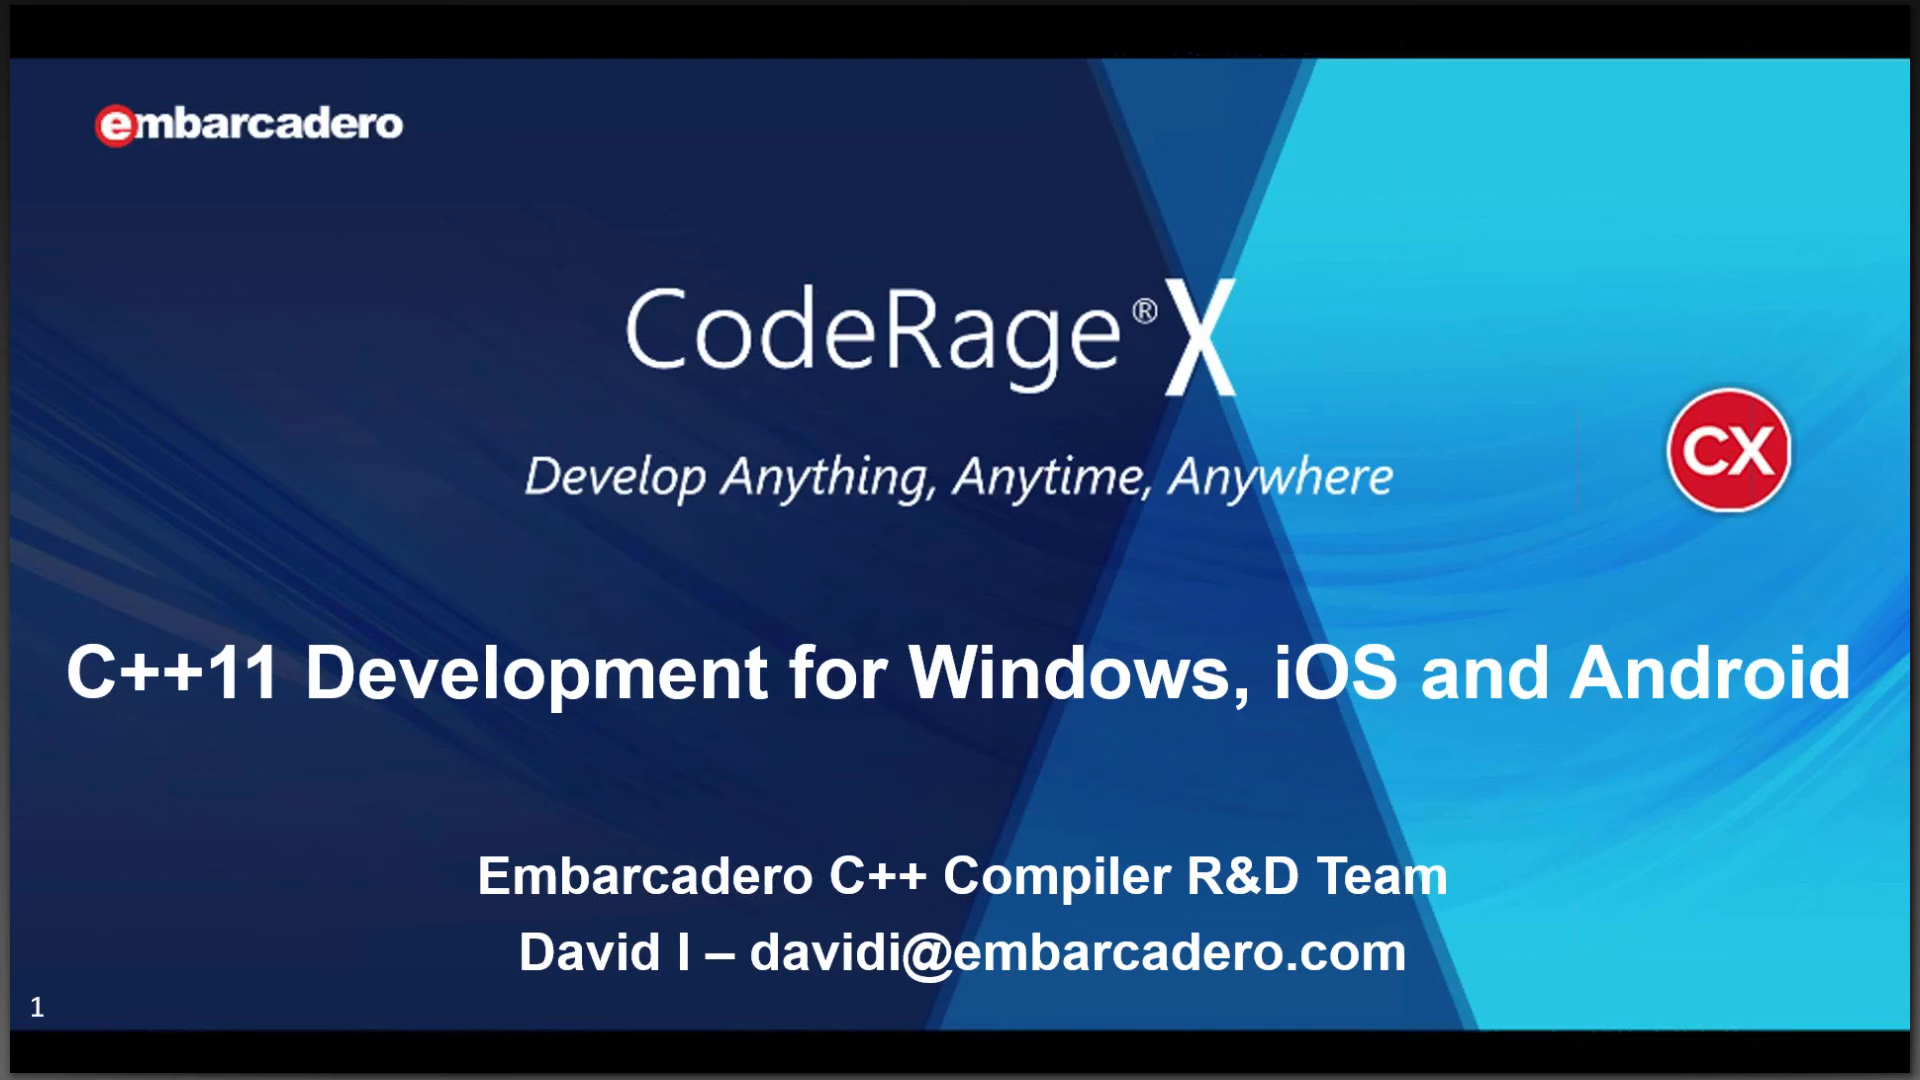 embarcadero
CodeRage® X
Develop Anything, Anytime, Anywhere
CX
C++11 Development for Windows, iOS and Android
Embarcadero C++ Compiler R&D Team
David I – davidi@embarcadero.com
1